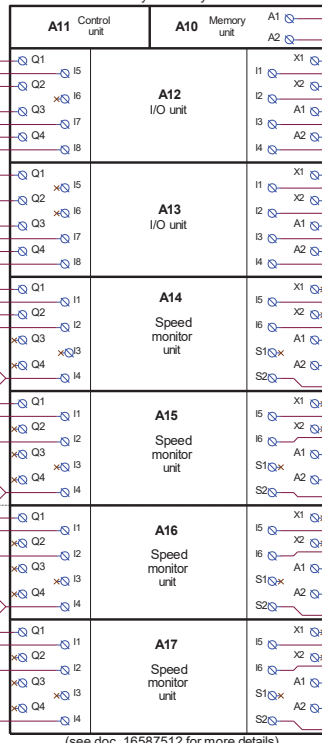 A11 Control unit A10 Memory unit A1
A2
Q1 X1
I5 I1
Q2 X2
I6 A12 I2
Q3 I/O unit A1
I7 I3
Q4 A2
I8 I4
Q1 X1
I5 I1
Q2 X2
I6 A13 I2
Q3 I/O unit A1
I7 I3
Q4 A2
I8 I4
Q1 A14 X1
I1 I5
Q2 Speed X2
I2 monitor I6
Q3 unit A1
I3 S1
Q4 A2
I4 S2
Q1 A15 X1
I1 I5
Q2 Speed X2
I2 monitor I6
Q3 unit A1
I3 S1
Q4 A2
I4 S2
Q1 A16 X1
I1 I5
Q2 Speed X2
I2 monitor I6
Q3 unit A1
I3 S1
Q4 A2
I4 S2
Q1 A17 X1
I1 I5
Q2 Speed X2
I2 monitor I6
Q3 unit A1
I3 S1
Q4 A2
I4 S2
(see doc. 16587512 for more details)